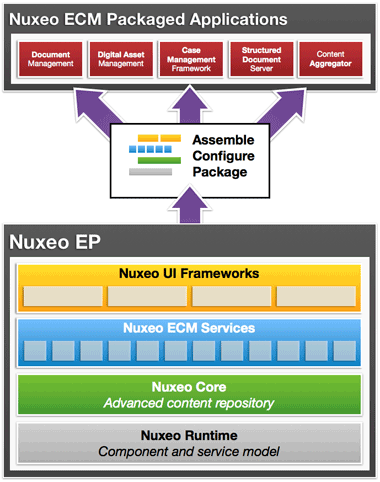 Nuxeo ECM Packaged Applications
Document
Management
Digital Asset
Management
Case
Management
Framework
Structured
Document
Server
Content
Aggregator
Assemble
Configure
Package
Nuxeo EP
Nuxeo UI Frameworks
Nuxeo ECM Services
Nuxeo Core
Advanced content repository
Nuxeo Runtime
Component and service model